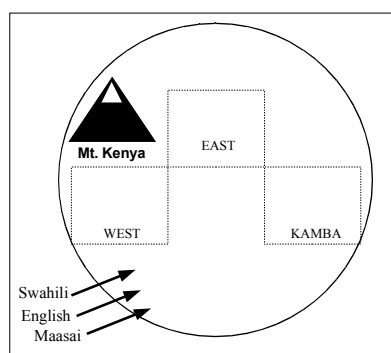 Mt. Kenya
EAST
WEST
KAMBA
Swahili
English
Maasai